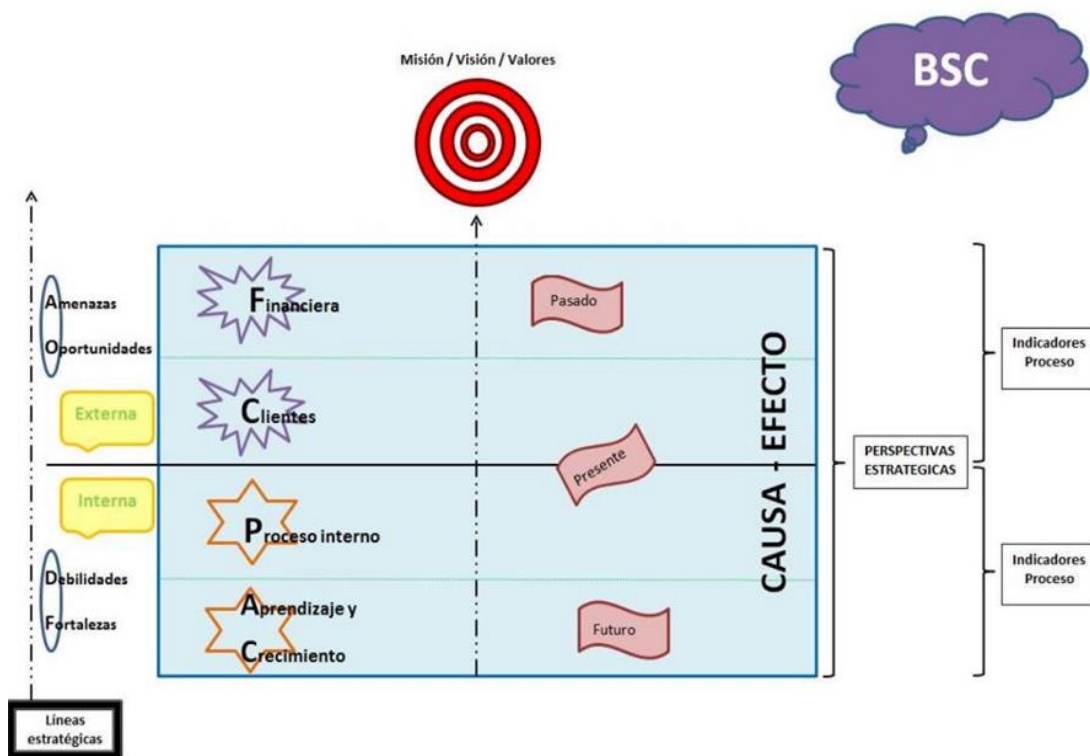 BSC
Misión / Visión / Valores
Amenazas
Oportunidades
Externa
Interna
Debilidades
Fortalezas
Líneas
estratégicas
Financiera
Clientes
Proceso interno
Aprendizaje y
Crecimiento
Pasado
Presente
Futuro
CAUSA - EFECTO
PERSPECTIVAS
ESTRATEGICAS
Indicadores
Proceso
Indicadores
Proceso